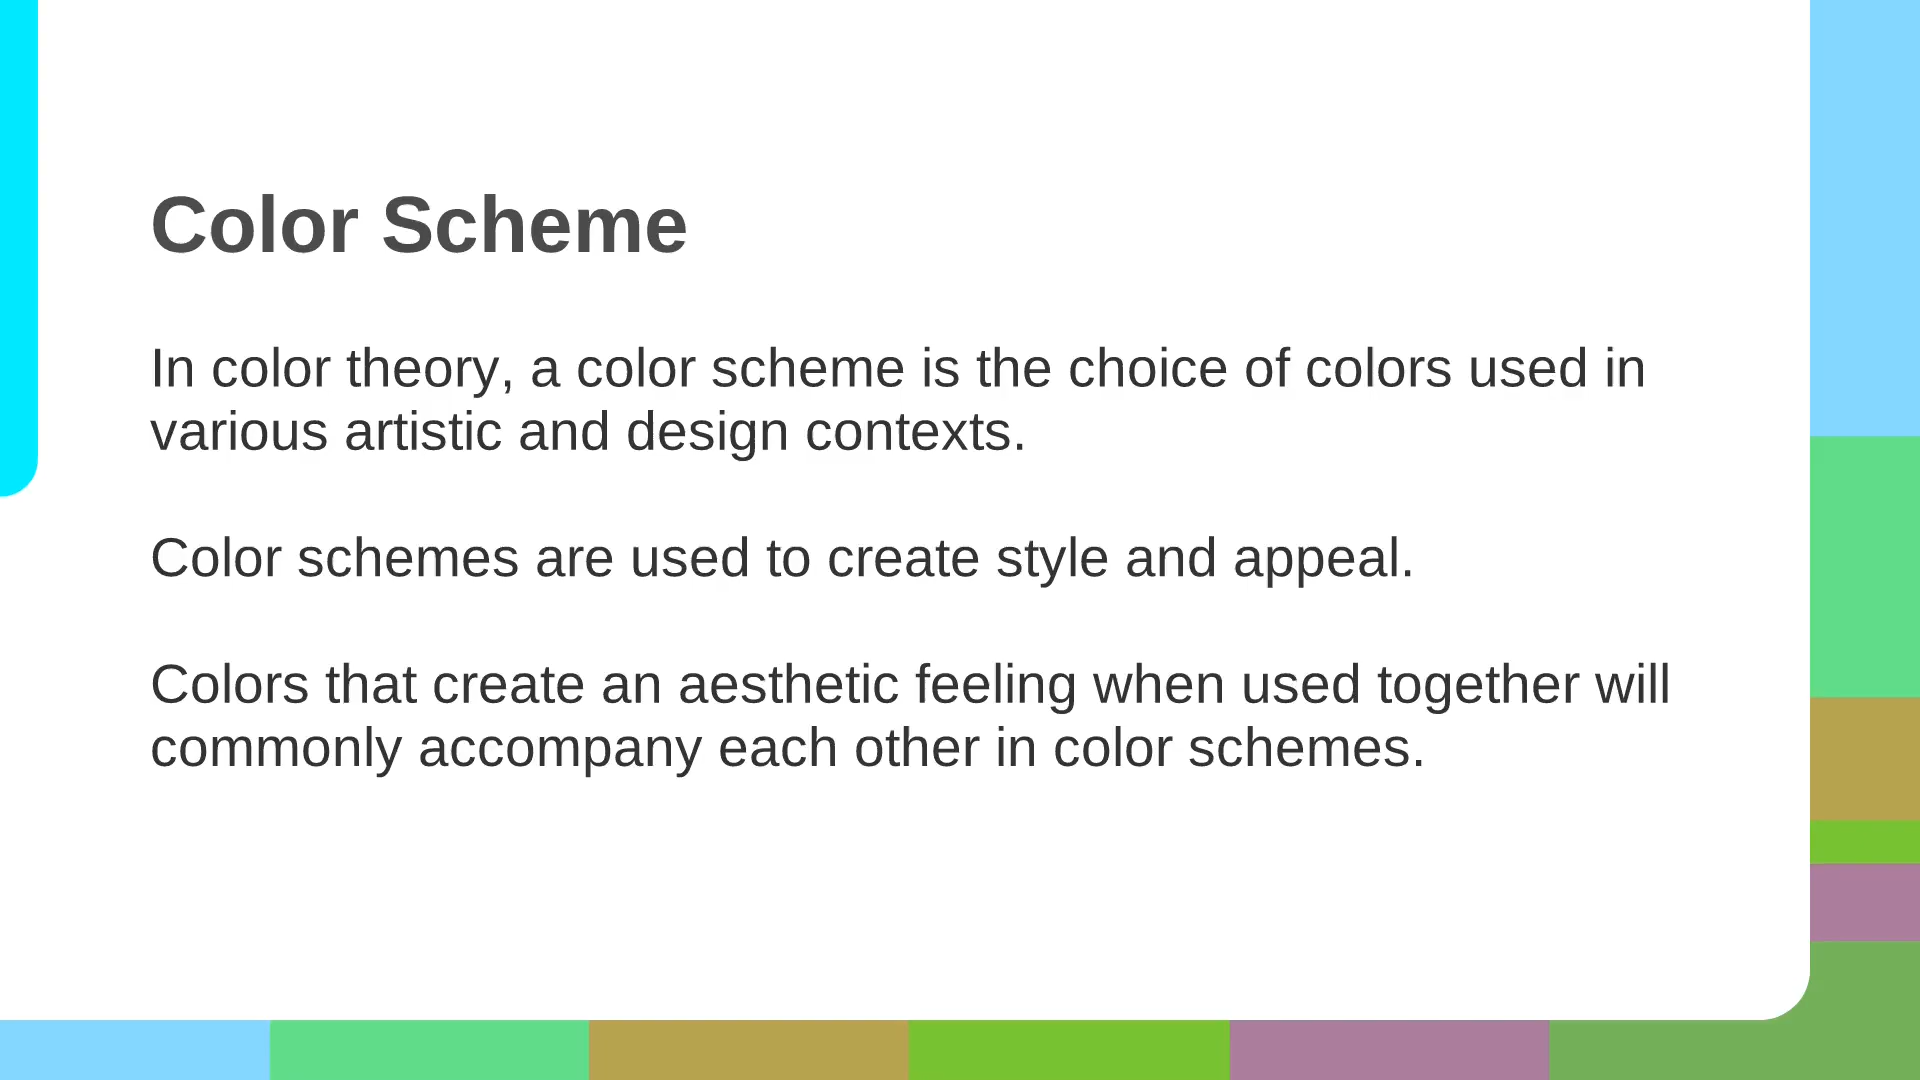 Color Scheme
In color theory, a color scheme is the choice of colors used in
various artistic and design contexts.
Color schemes are used to create style and appeal.
Colors that create an aesthetic feeling when used together will
commonly accompany each other in color schemes.